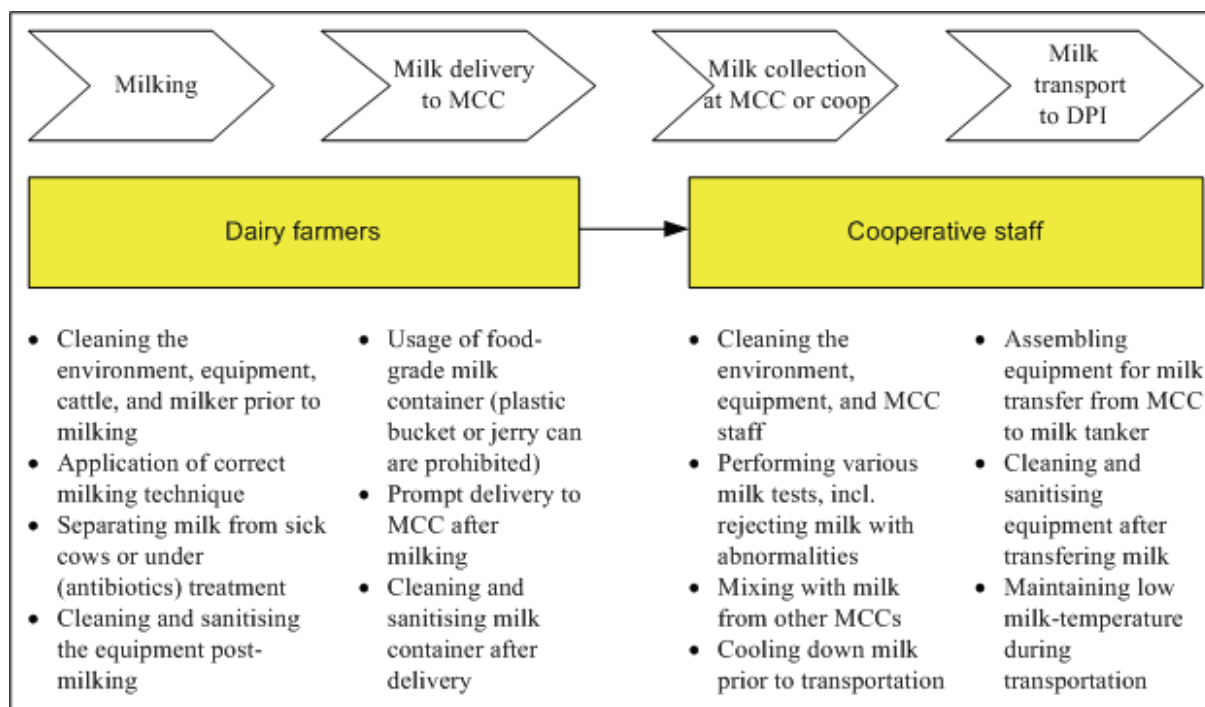 Milking
Milk delivery
to MCC
Milk collection
at MCC or coop
Milk
transport
to DPI
Dairy farmers
Cooperative staff
• Cleaning the
environment, equipment,
cattle, and milker prior to
milking
• Application of correct
milking technique
• Separating milk from sick
cows or under
(antibiotics) treatment
• Cleaning and sanitising
the equipment post-
milking
• Usage of food-
grade milk
container (plastic
bucket or jerry can
are prohibited)
• Prompt delivery to
MCC after
milking
• Cleaning and
sanitising milk
container after
delivery
• Cleaning the
environment,
equipment, and MCC
staff
• Performing various
milk tests, incl.
rejecting milk with
abnormalities
• Mixing with milk
from other MCCs
• Cooling down milk
prior to transportation
• Assembling
equipment for milk
transfer from MCC
to milk tanker
• Cleaning and
sanitising
equipment after
transfering milk
• Maintaining low
milk-temperature
during
transportation